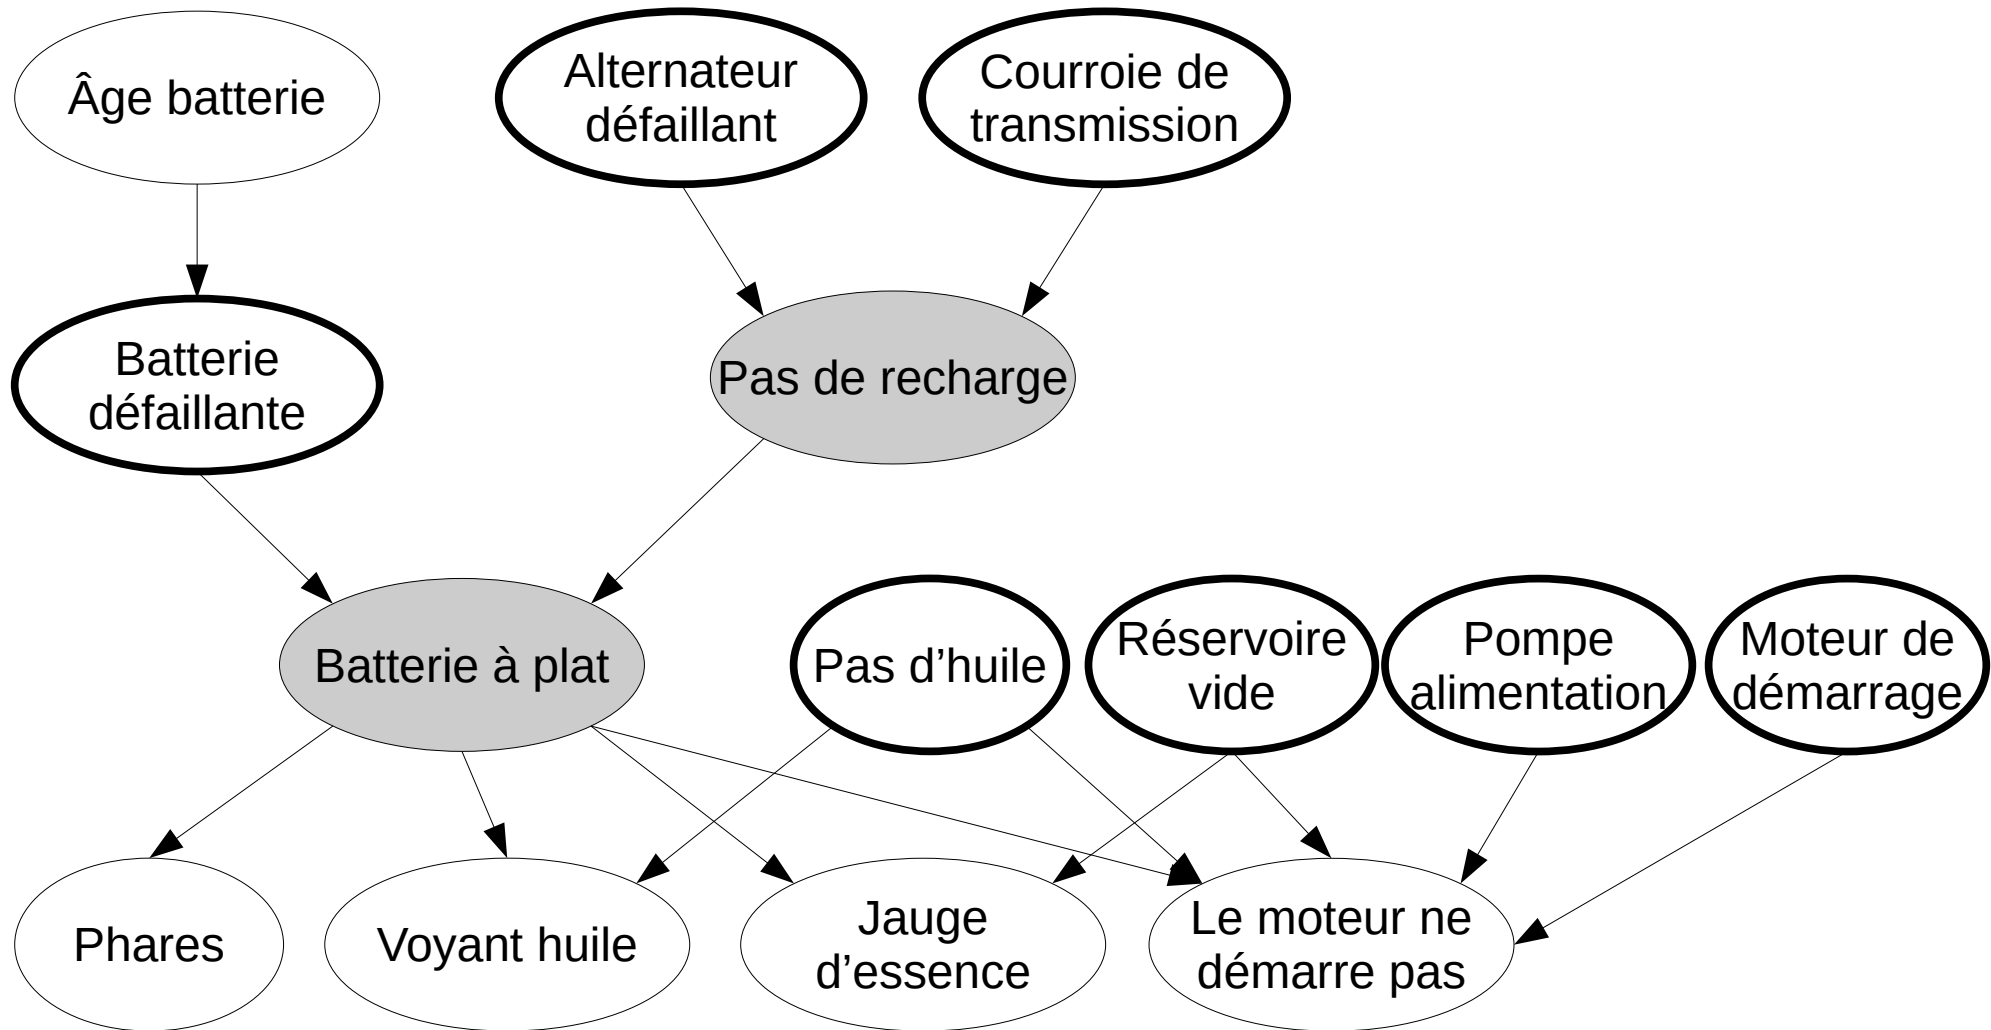 Âge batterie
Alternateur
défaillant
Courroie de
transmission
Batterie
défaillante
Pas de recharge
Batterie à plat
Pas d’huile
Réservoire
vide
Pompe
alimentation
Moteur de
démarrage
Phares
Voyant huile
Jauge
d’essence
Le moteur ne
démarre pas